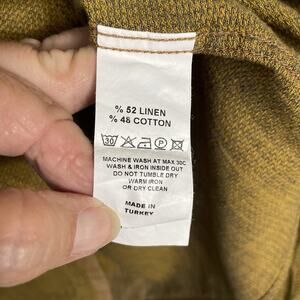 % 52 LINEN
% 48 COTTON
30 P
MACHINE WASH AT MAX 30C
WASH & IRON INSIDE OUT
DO NOT TUMBLE DRY
WARM IRON
OR DRY CLEAN
MADE IN
TURKEY